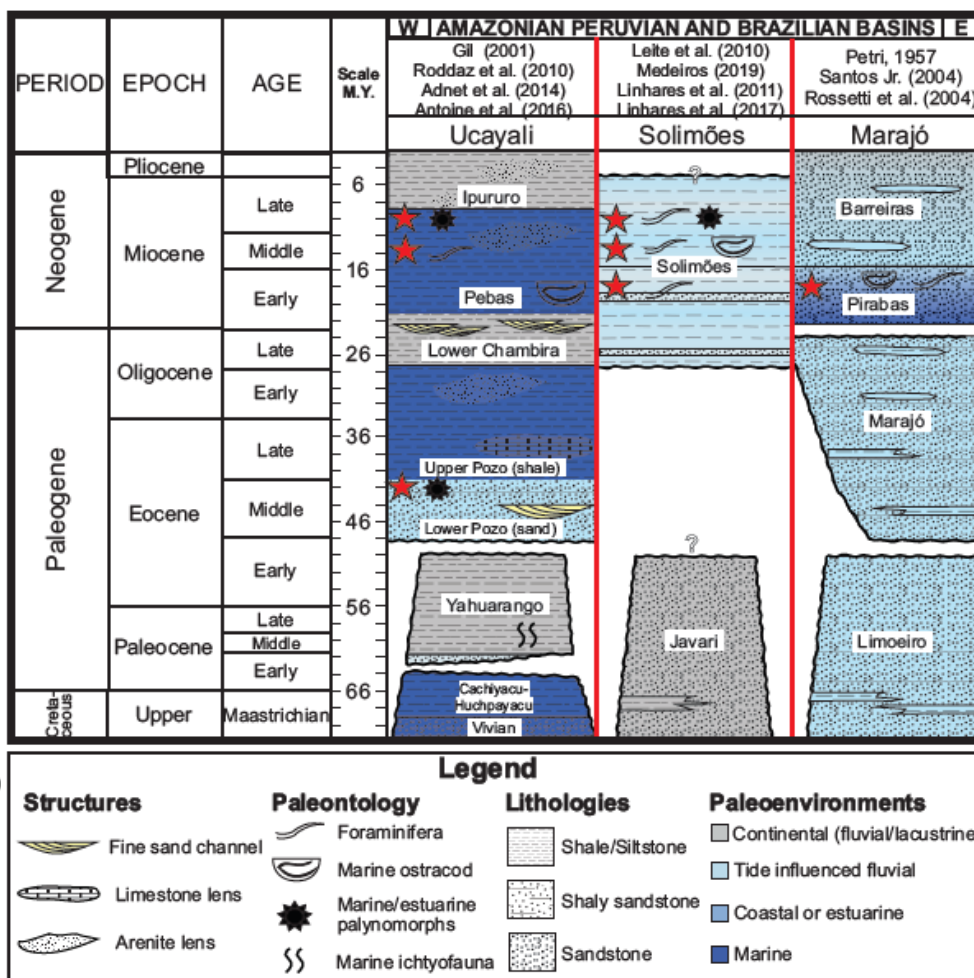 W AMAZONIAN PERUVIAN AND BRAZILIAN BASINS E
PERIOD
EPOCH
AGE
Scale
M.Y.
Gil (2001)
Roddaz et al. (2010)
Adnet et al. (2014)
Antoine et al. (2016)
Ucayali
Leite et al. (2010)
Medeiros (2019)
Linhares et al. (2011)
Linhares et al. (2017)
Solimões
Petri, 1957
Santos Jr. (2004)
Rossetti et al. (2004)
Marajó
Neogene
Pliocene
Miocene
Late
Middle
Early
Paleogene
Oligocene
Late
Early
Eocene
Late
Middle
Early
Paleocene
Late
Middle
Early
Creta-
ceous
Upper
Maastrichian
6
16
26
36
46
56
66
Ipururo
Pebas
Lower Chambira
Upper Pozo (shale)
Lower Pozo (sand)
Yahuarango
Cachiyacu-
Huchpayacu
Vivian
?
Solimões
?
Javari
Barreiras
Pirabas
Marajó
Limoeiro
Legend
Structures
Fine sand channel
Limestone lens
Arenite lens
Paleontology
Foraminifera
Marine ostracod
Marine/estuarine
palynomorphs
Marine ichtyofauna
Lithologies
Shale/Siltstone
Shaly sandstone
Sandstone
Paleoenvironments
Continental (fluvial/lacustrine
Tide influenced fluvial
Coastal or estuarine
Marine